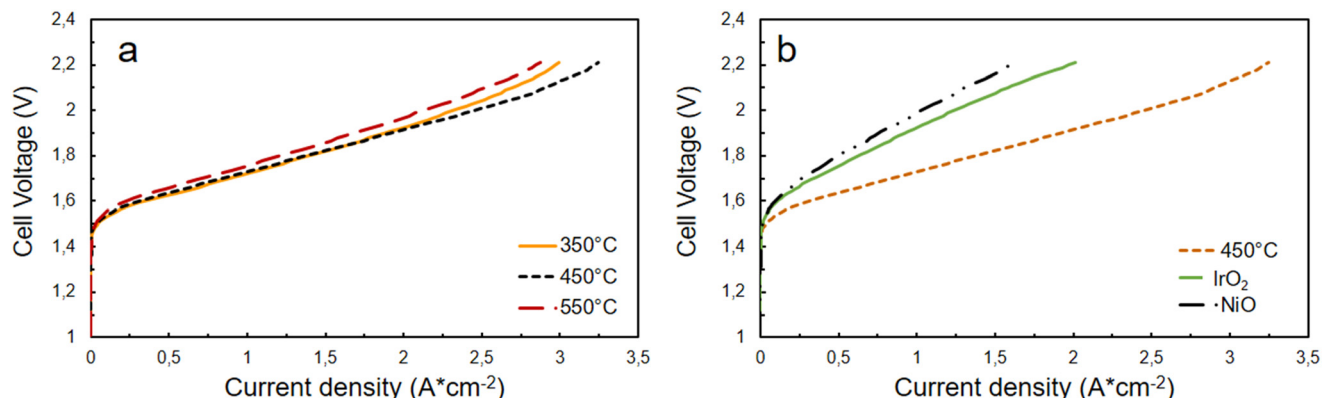 a
Cell Voltage (V)
2,4
2,2
2,0
1,8
1,6
1,4
1,2
1
0
0,5
1
1,5
2
2,5
3
3,5
350°C
450°C
550°C
Current density (A*cm-2)
b
Cell Voltage (V)
2,4
2,2
2,0
1,8
1,6
1,4
1,2
1
0
0,5
1
1,5
2
2,5
3
3,5
450°C
IrO2
NiO
Current density (A*cm-2)